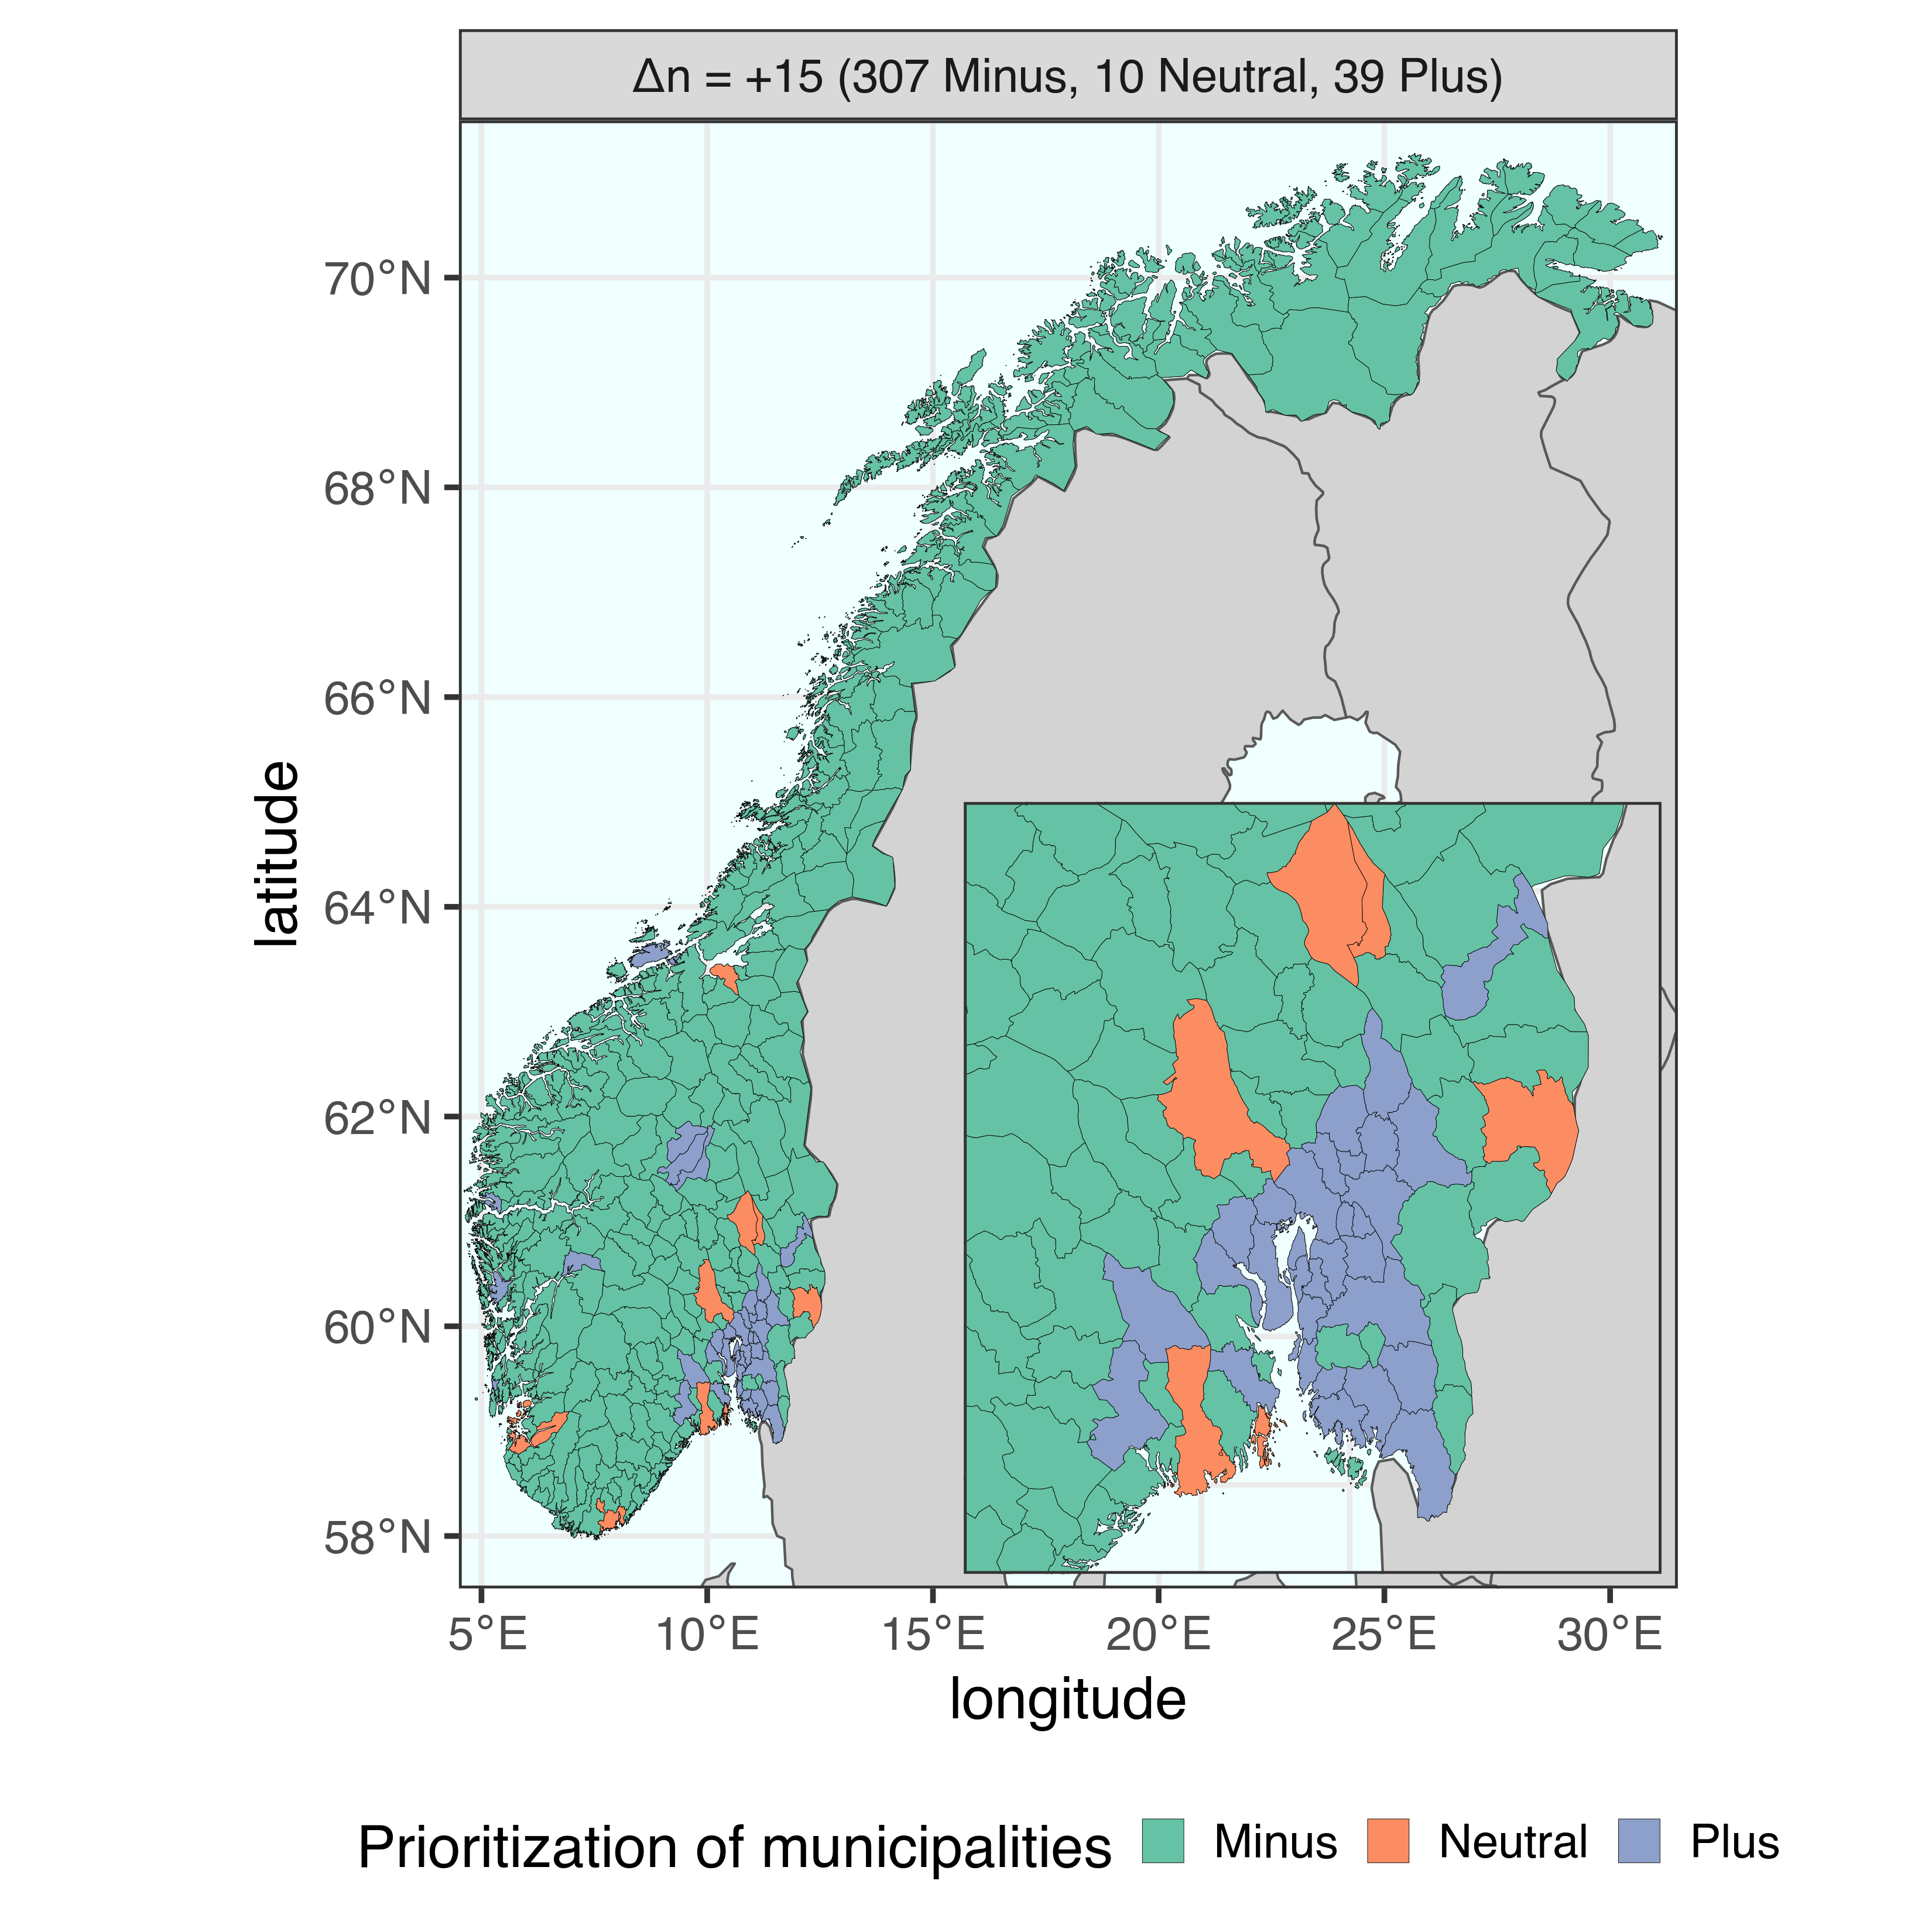 Δn = +15 (307 Minus, 10 Neutral, 39 Plus)
70°N
68°N
66°N
64°N
62°N
60°N
58°N
latitude
5°E 10°E 15°E 20°E 25°E 30°E
longitude
Prioritization of municipalities Minus Neutral Plus